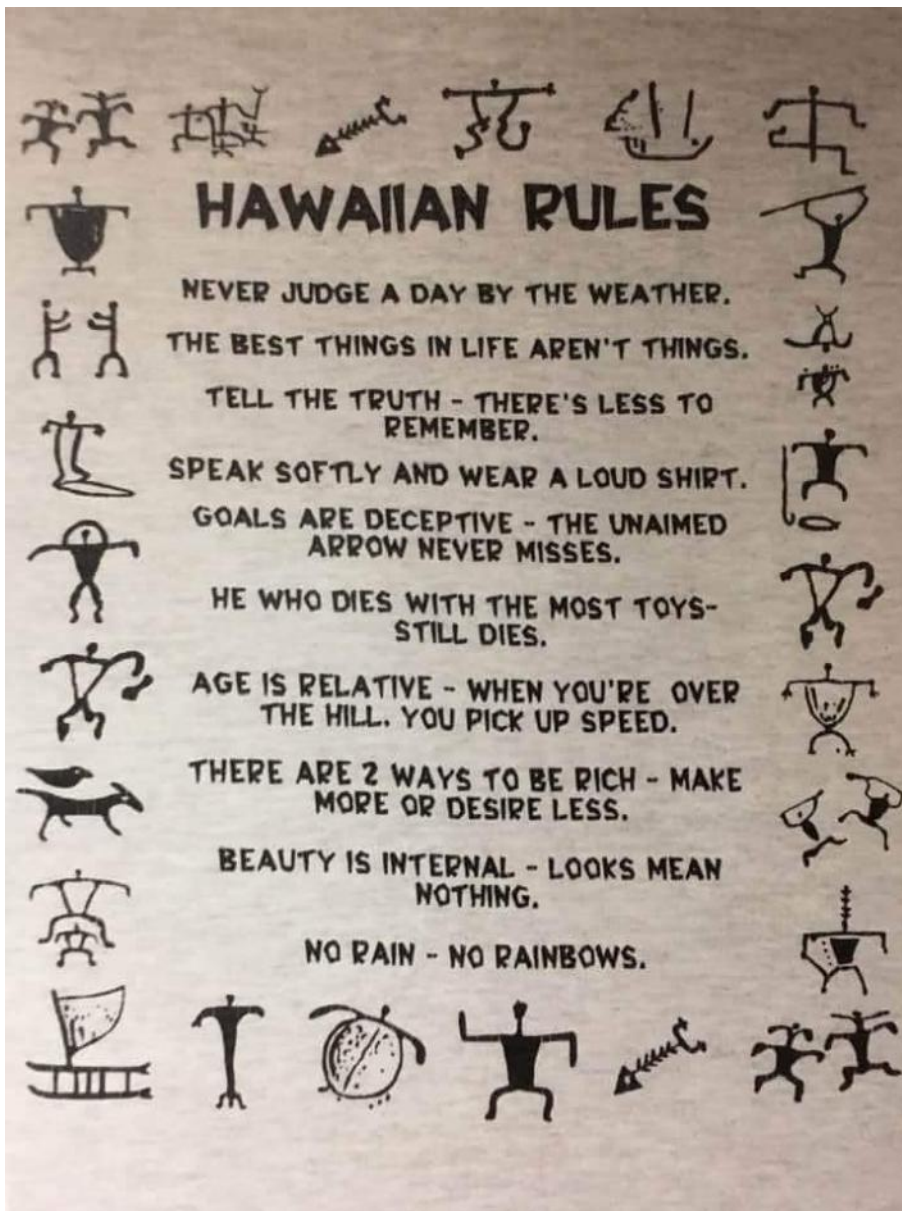 HAWAIIAN RULES
NEVER JUDGE A DAY BY THE WEATHER.
THE BEST THINGS IN LIFE AREN'T THINGS.
TELL THE TRUTH - THERE'S LESS TO
REMEMBER.
SPEAK SOFTLY AND WEAR A LOUD SHIRT.
GOALS ARE DECEPTIVE - THE UNAIMED
ARROW NEVER MISSES.
HE WHO DIES WITH THE MOST TOYS-
STILL DIES.
AGE IS RELATIVE - WHEN YOU'RE OVER
THE HILL. YOU PICK UP SPEED.
THERE ARE 2 WAYS TO BE RICH - MAKE
MORE OR DESIRE LESS.
BEAUTY IS INTERNAL - LOOKS MEAN
NOTHING.
NO RAIN - NO RAINBOWS.